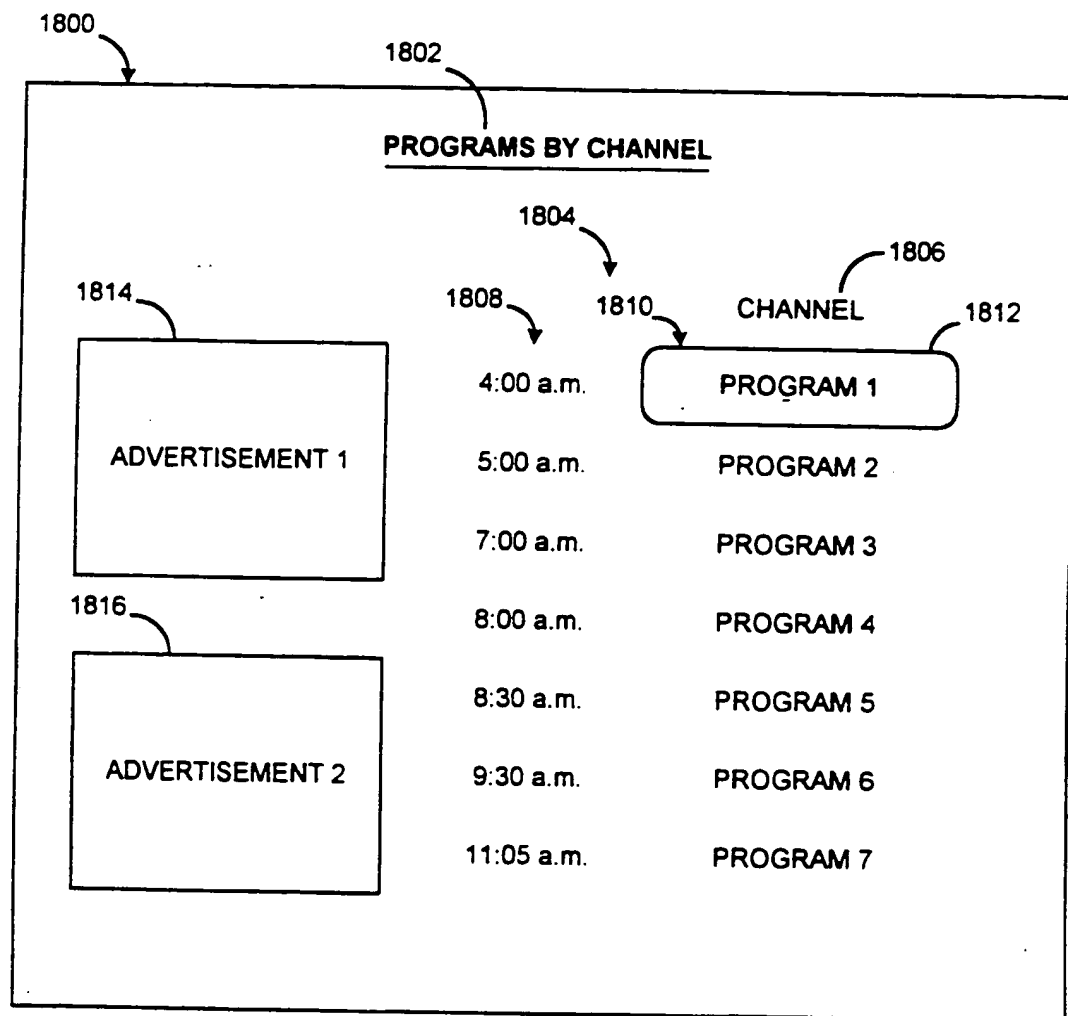 1800
1802
PROGRAMS BY CHANNEL
1804
1806
1814
1808
1810
CHANNEL
1812
4:00 a.m.
PROGRAM 1
ADVERTISEMENT 1
5:00 a.m.
PROGRAM 2
7:00 a.m.
PROGRAM 3
1816
8:00 a.m.
PROGRAM 4
8:30 a.m.
PROGRAM 5
ADVERTISEMENT 2
9:30 a.m.
PROGRAM 6
11:05 a.m.
PROGRAM 7